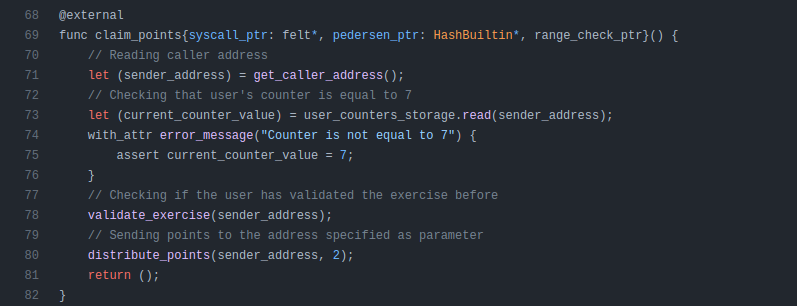 68 @external
69 func claim_points{syscall_ptr: felt*, pedersen_ptr: HashBuiltin*, range_check_ptr}() {
70     // Reading caller address
71     let (sender_address) = get_caller_address();
72     // Checking that user's counter is equal to 7
73     let (current_counter_value) = user_counters_storage.read(sender_address);
74     with_attr error_message("Counter is not equal to 7") {
75         assert current_counter_value = 7;
76     }
77     // Checking if the user has validated the exercise before
78     validate_exercise(sender_address);
79     // Sending points to the address specified as parameter
80     distribute_points(sender_address, 2);
81     return ();
82 }